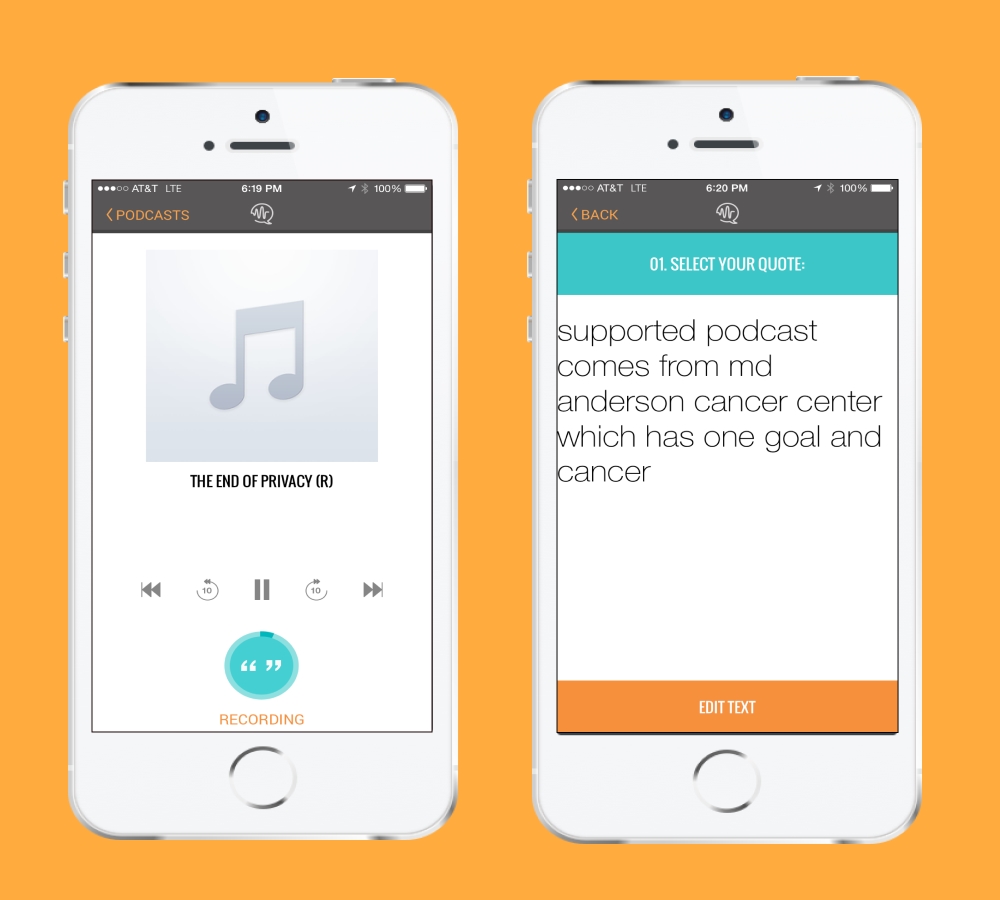 ●●●○○ AT&T LTE 6:19 PM 100%
PODCASTS
THE END OF PRIVACY (R)
10 10
“ ”
RECORDING
●●●○○ AT&T LTE 6:20 PM 100%
BACK
01. SELECT YOUR QUOTE:
supported podcast
comes from md
anderson cancer center
which has one goal and
cancer
EDIT TEXT